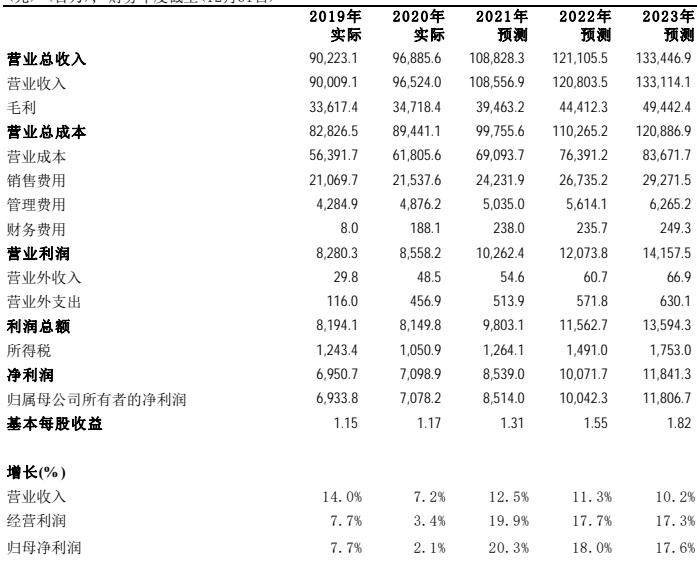 2019年 2020年 2021年 2022年 2023年
实际 实际 预测 预测 预测
营业总收入 90,223.1 96,885.6 108,828.3 121,105.5 133,446.9
营业收入 90,009.1 96,524.0 108,556.9 120,803.5 133,114.1
毛利 33,617.4 34,718.4 39,463.2 44,412.3 49,442.4
营业总成本 82,826.5 89,441.1 99,755.6 110,265.2 120,886.9
营业成本 56,391.7 61,805.6 69,093.7 76,391.2 83,671.7
销售费用 21,069.7 21,537.6 24,231.9 26,735.2 29,271.5
管理费用 4,284.9 4,876.2 5,035.0 5,614.1 6,265.2
财务费用 8.0 188.1 238.0 235.7 249.3
营业利润 8,280.3 8,558.2 10,262.4 12,073.8 14,157.5
营业外收入 29.8 48.5 54.6 60.7 66.9
营业外支出 116.0 456.9 513.9 571.8 630.1
利润总额 8,194.1 8,149.8 9,803.1 11,562.7 13,594.3
所得税 1,243.4 1,050.9 1,264.1 1,491.0 1,753.0
净利润 6,950.7 7,098.9 8,539.0 10,071.7 11,841.3
归属母公司所有者的净利润 6,933.8 7,078.2 8,514.0 10,042.3 11,806.7
基本每股收益 1.15 1.17 1.31 1.55 1.82
增长(%)
营业收入 14.0% 7.2% 12.5% 11.3% 10.2%
经营利润 7.7% 3.4% 19.9% 17.7% 17.3%
归母净利润 7.7% 2.1% 20.3% 18.0% 17.6%